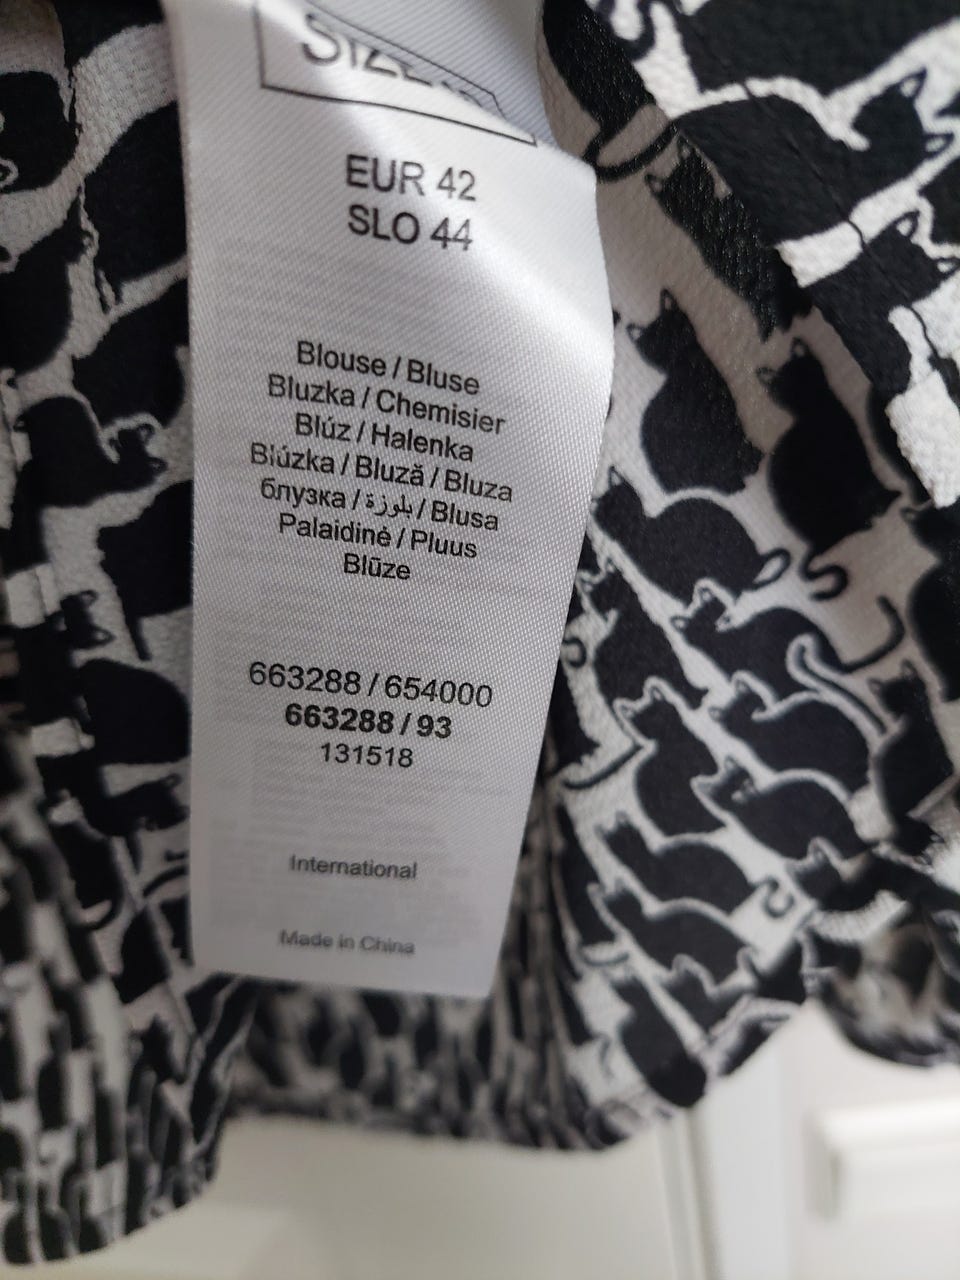 SIZE
EUR 42
SLO 44
Blouse / Bluse
Bluzka / Chemisier
Blúz / Halenka
Blúzka / Bluză / Bluza
блузка / بلوزة / Blusa
Palaidinė / Pluus
Blūze
663288 / 654000
663288 / 93
131518
International
Made in China